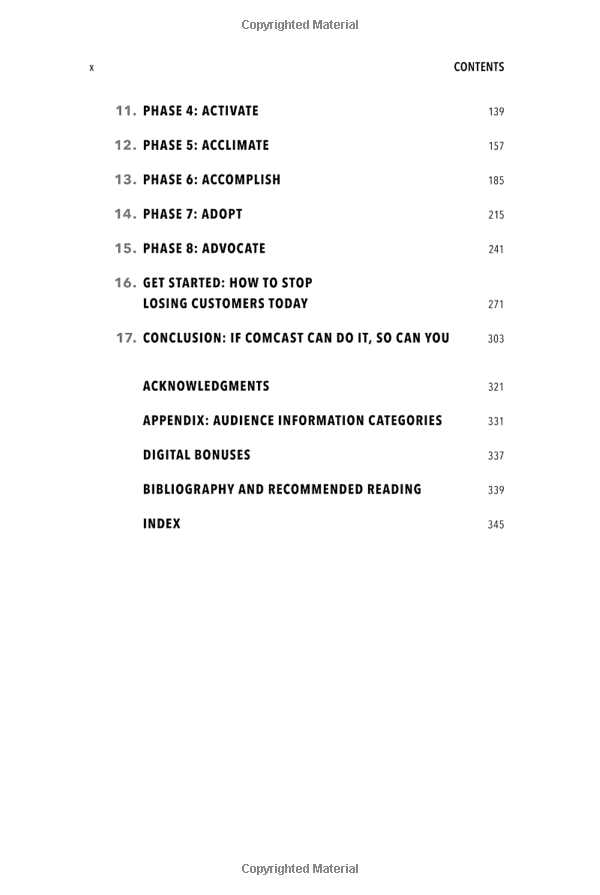 Copyrighted Material
x CONTENTS
11. PHASE 4: ACTIVATE 139
12. PHASE 5: ACCLIMATE 157
13. PHASE 6: ACCOMPLISH 185
14. PHASE 7: ADOPT 215
15. PHASE 8: ADVOCATE 241
16. GET STARTED: HOW TO STOP
LOSING CUSTOMERS TODAY 271
17. CONCLUSION: IF COMCAST CAN DO IT, SO CAN YOU 303
ACKNOWLEDGMENTS 321
APPENDIX: AUDIENCE INFORMATION CATEGORIES 331
DIGITAL BONUSES 337
BIBLIOGRAPHY AND RECOMMENDED READING 339
INDEX 345
Copyrighted Material